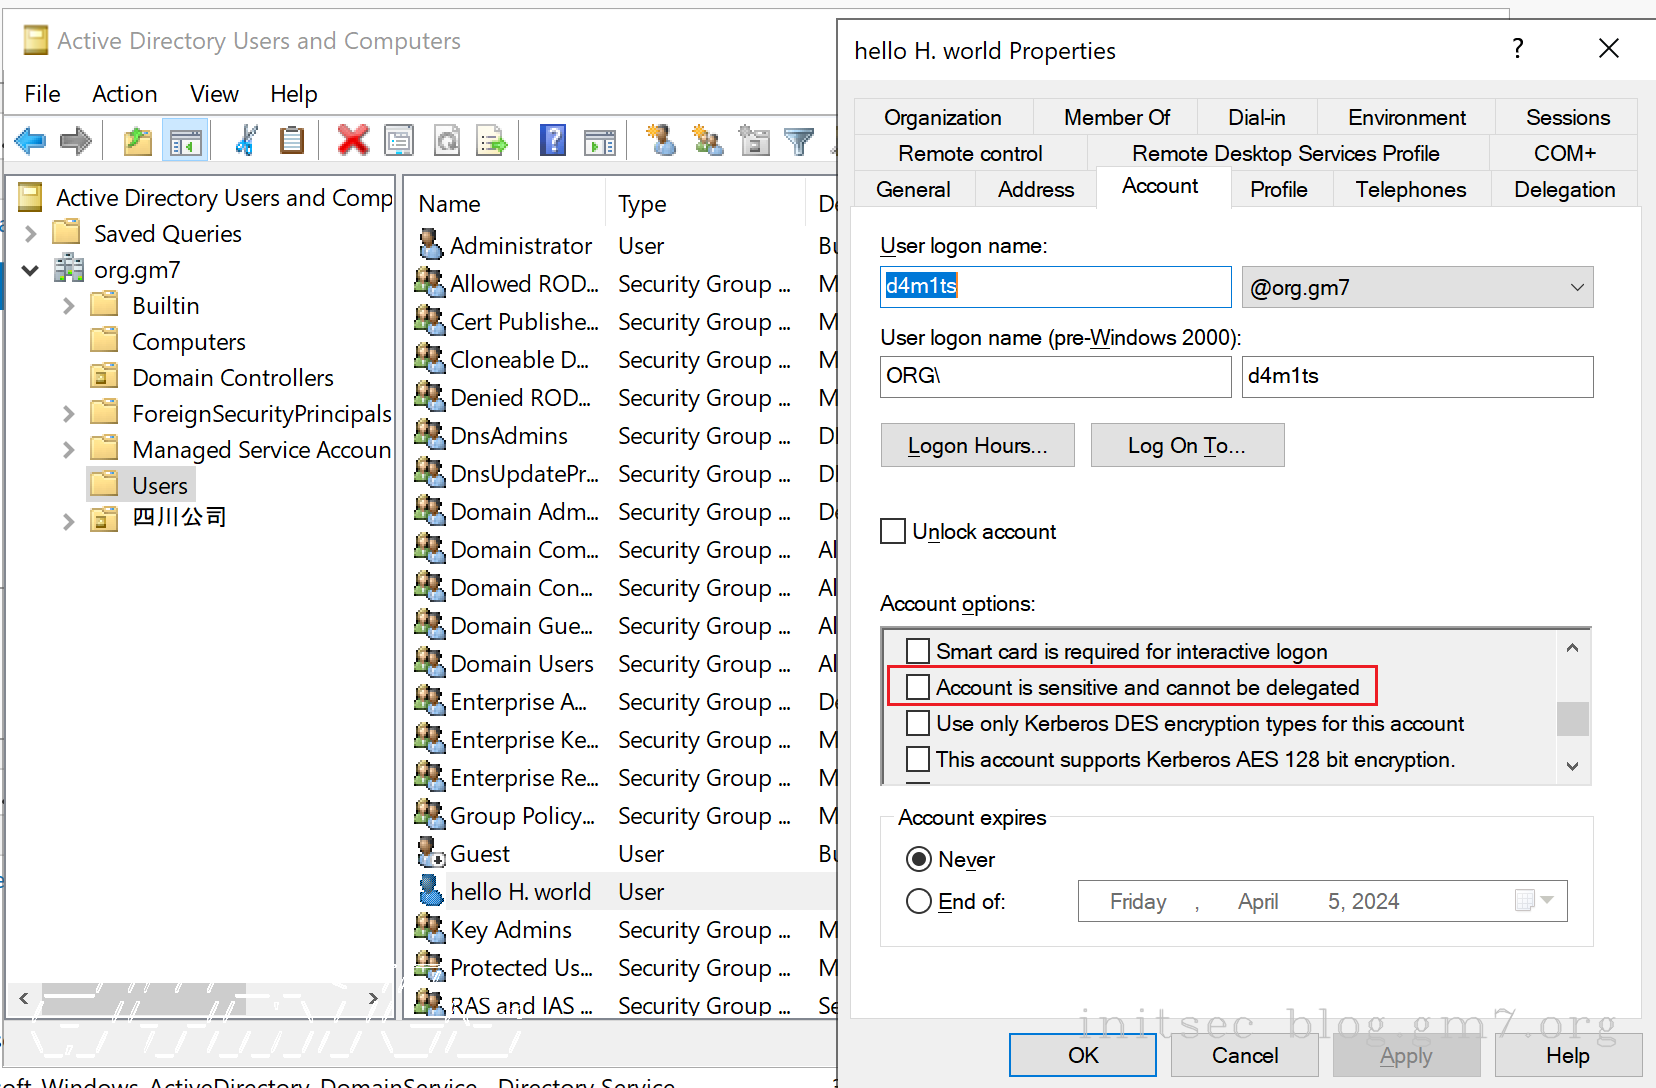 Active Directory Users and Computers
File Action View Help
Active Directory Users and Comp
Saved Queries
org.gm7
Builtin
Computers
Domain Controllers
ForeignSecurityPrincipals
Managed Service Accoun
Users
四川公司
Name Type
Administrator User
Allowed ROD... Security Group ...
Cert Publishe... Security Group ...
Cloneable D... Security Group ...
Denied ROD... Security Group ...
DnsAdmins Security Group ...
DnsUpdatePr... Security Group ...
Domain Adm... Security Group ...
Domain Com... Security Group ...
Domain Con... Security Group ...
Domain Gue... Security Group ...
Domain Users Security Group ...
Enterprise A... Security Group ...
Enterprise Ke... Security Group ...
Enterprise Re... Security Group ...
Group Policy... Security Group ...
Guest User
hello H. world User
Key Admins Security Group ...
Protected Us... Security Group ...
RAS and IAS ... Security Group ...
hello H. world Properties
Organization Member Of Dial-in Environment Sessions
Remote control Remote Desktop Services Profile COM+
General Address Account Profile Telephones Delegation
User logon name:
d4m1ts @org.gm7
User logon name (pre-Windows 2000):
ORG\ d4m1ts
Logon Hours... Log On To...
Unlock account
Account options:
Smart card is required for interactive logon
Account is sensitive and cannot be delegated
Use only Kerberos DES encryption types for this account
This account supports Kerberos AES 128 bit encryption.
Account expires
Never
End of: Friday , April 5, 2024
initsec blog.gm7.org
OK Cancel Apply Help